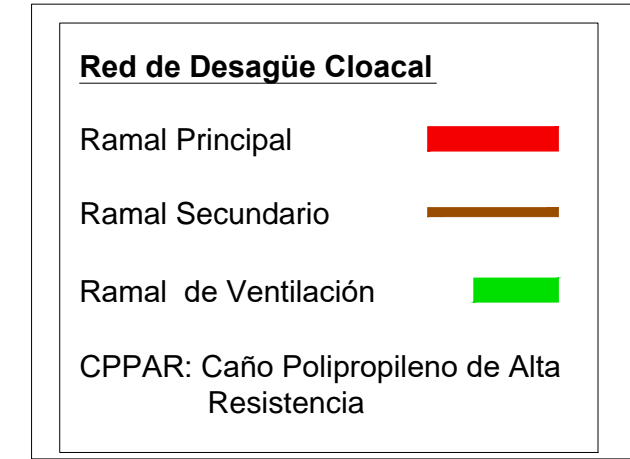 Red de Desagüe Cloacal
Ramal Principal
Ramal Secundario
Ramal de Ventilación
CPPAR: Caño Polipropileno de Alta
Resistencia